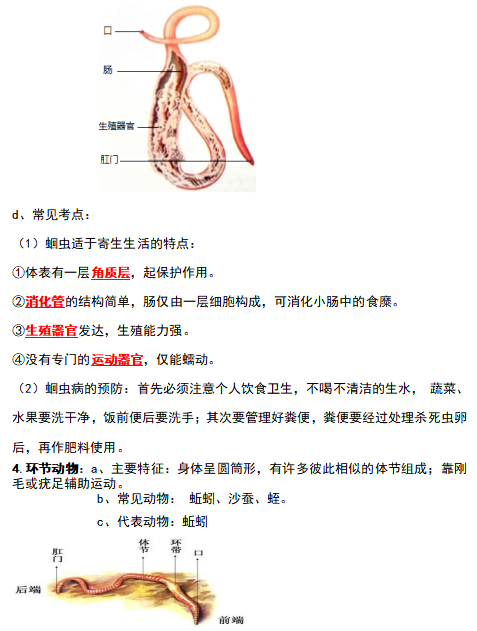 口
肠
生殖器官
肛门
d、常见考点：
（1）蛔虫适于寄生生活的特点：
①体表有一层角质层，起保护作用。
②消化管的结构简单，肠仅由一层细胞构成，可消化小肠中的食糜。
③生殖器官发达，生殖能力强。
④没有专门的运动器官，仅能蠕动。
（2）蛔虫病的预防：首先必须注意个人饮食卫生，不喝不清洁的生水， 蔬菜、
水果要洗干净，饭前便后要洗手；其次要管理好粪便，粪便要经过处理杀死虫卵
后，再作肥料使用。
4.环节动物：a、主要特征：身体呈圆筒形，有许多彼此相似的体节组成；靠刚
毛或疣足辅助运动。
b、常见动物： 蚯蚓、沙蚕、蛭。
c、代表动物：蚯蚓
肛门 体节 环带 口
后端
前端